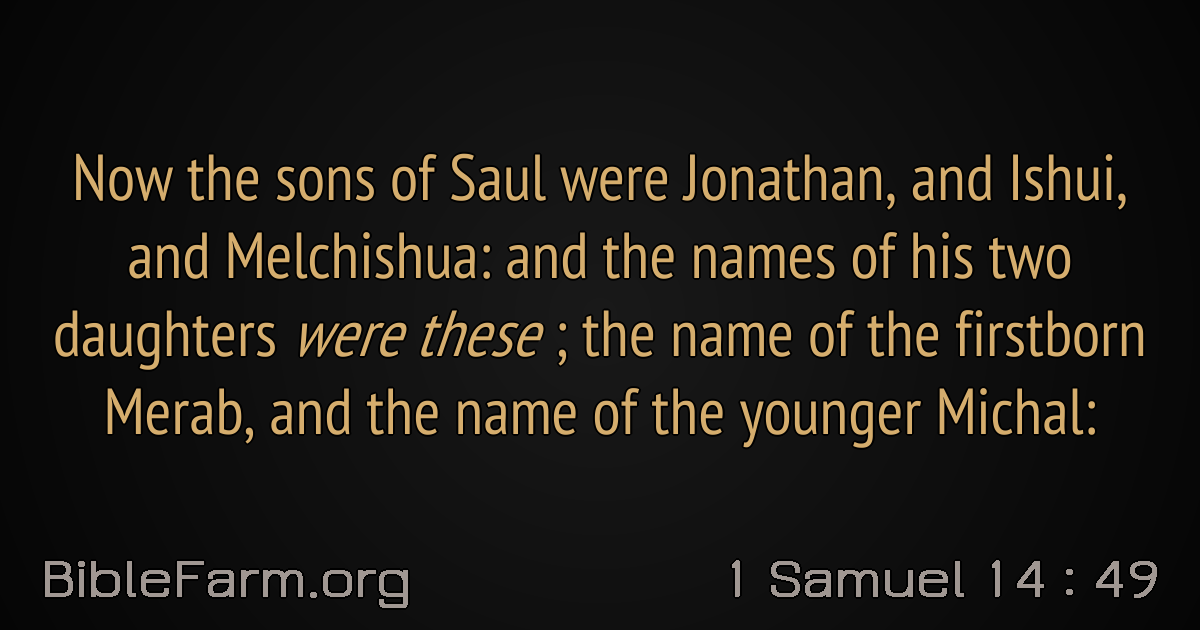 Now the sons of Saul were Jonathan, and Ishui,
and Melchishua: and the names of his two
daughters were these ; the name of the firstborn
Merab, and the name of the younger Michal:
BibleFarm.org
1 Samuel 14 : 49